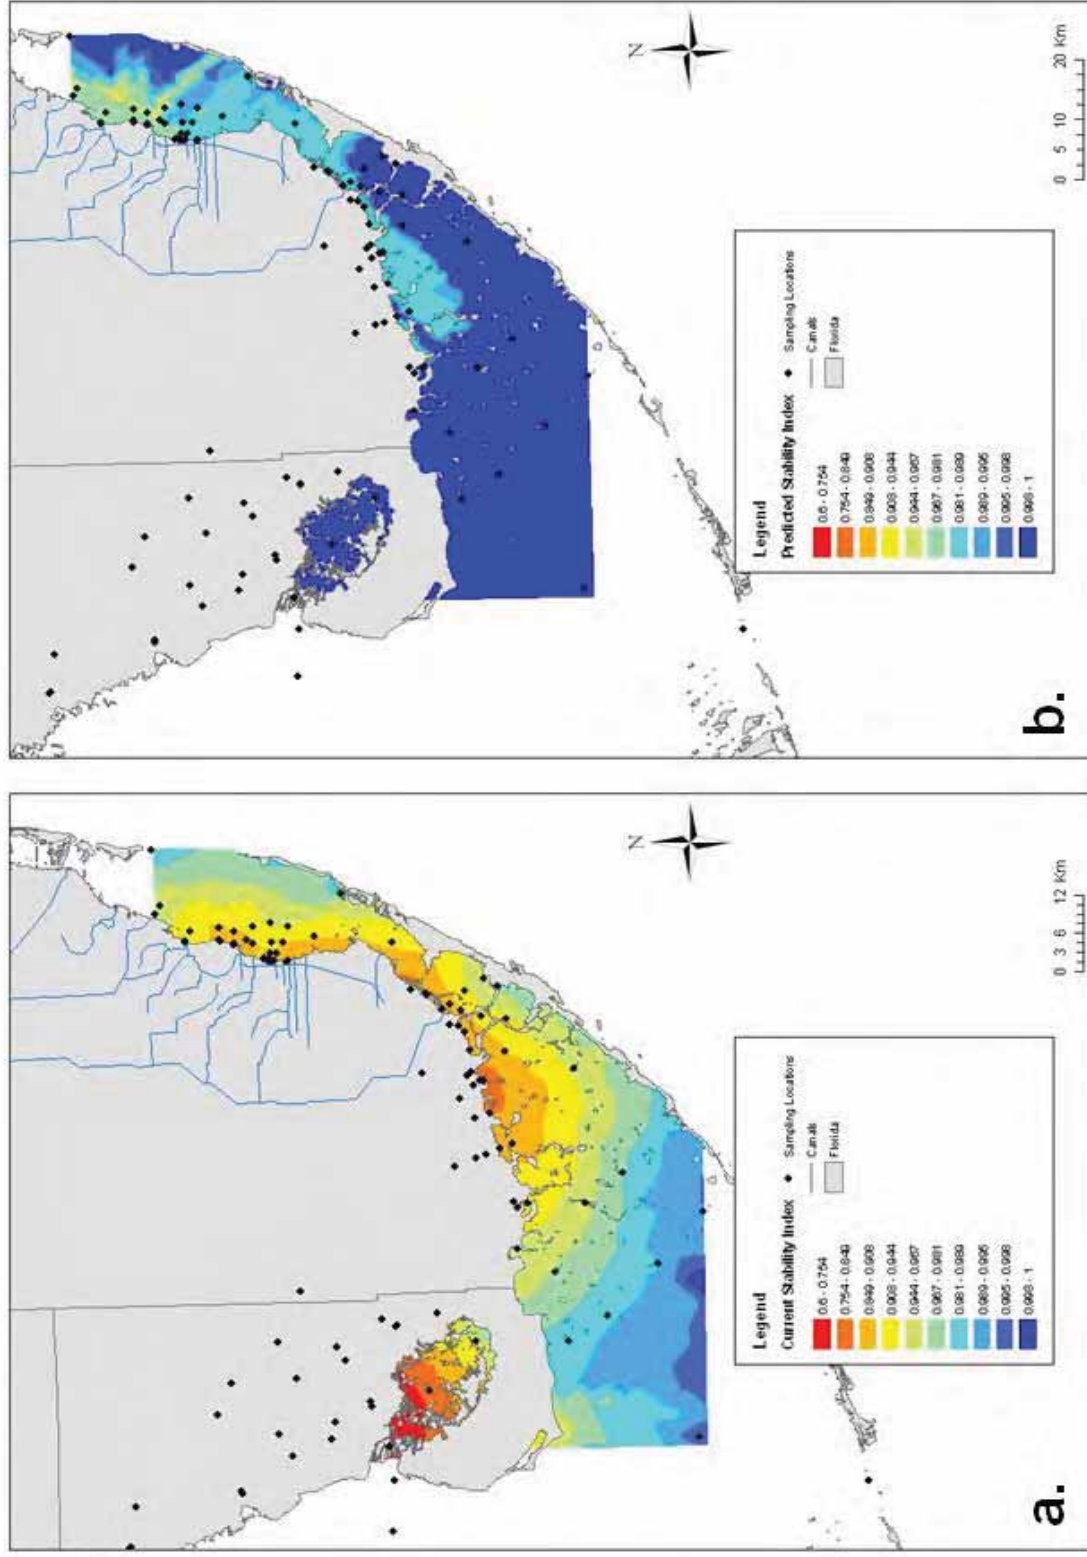 N
Legend
Current Stability Index
0.6 - 0.754
0.754 - 0.849
0.849 - 0.908
0.908 - 0.944
0.944 - 0.967
0.967 - 0.981
0.981 - 0.989
0.989 - 0.995
0.995 - 0.998
0.998 - 1
Sampling Locations
Canals
Florida
0 3 6 12 Km
a.
N
Legend
Predicted Stability Index
0.6 - 0.754
0.754 - 0.849
0.849 - 0.908
0.908 - 0.944
0.944 - 0.967
0.967 - 0.981
0.981 - 0.989
0.989 - 0.995
0.995 - 0.998
0.998 - 1
Sampling Locations
Canals
Florida
0 5 10 20 Km
b.